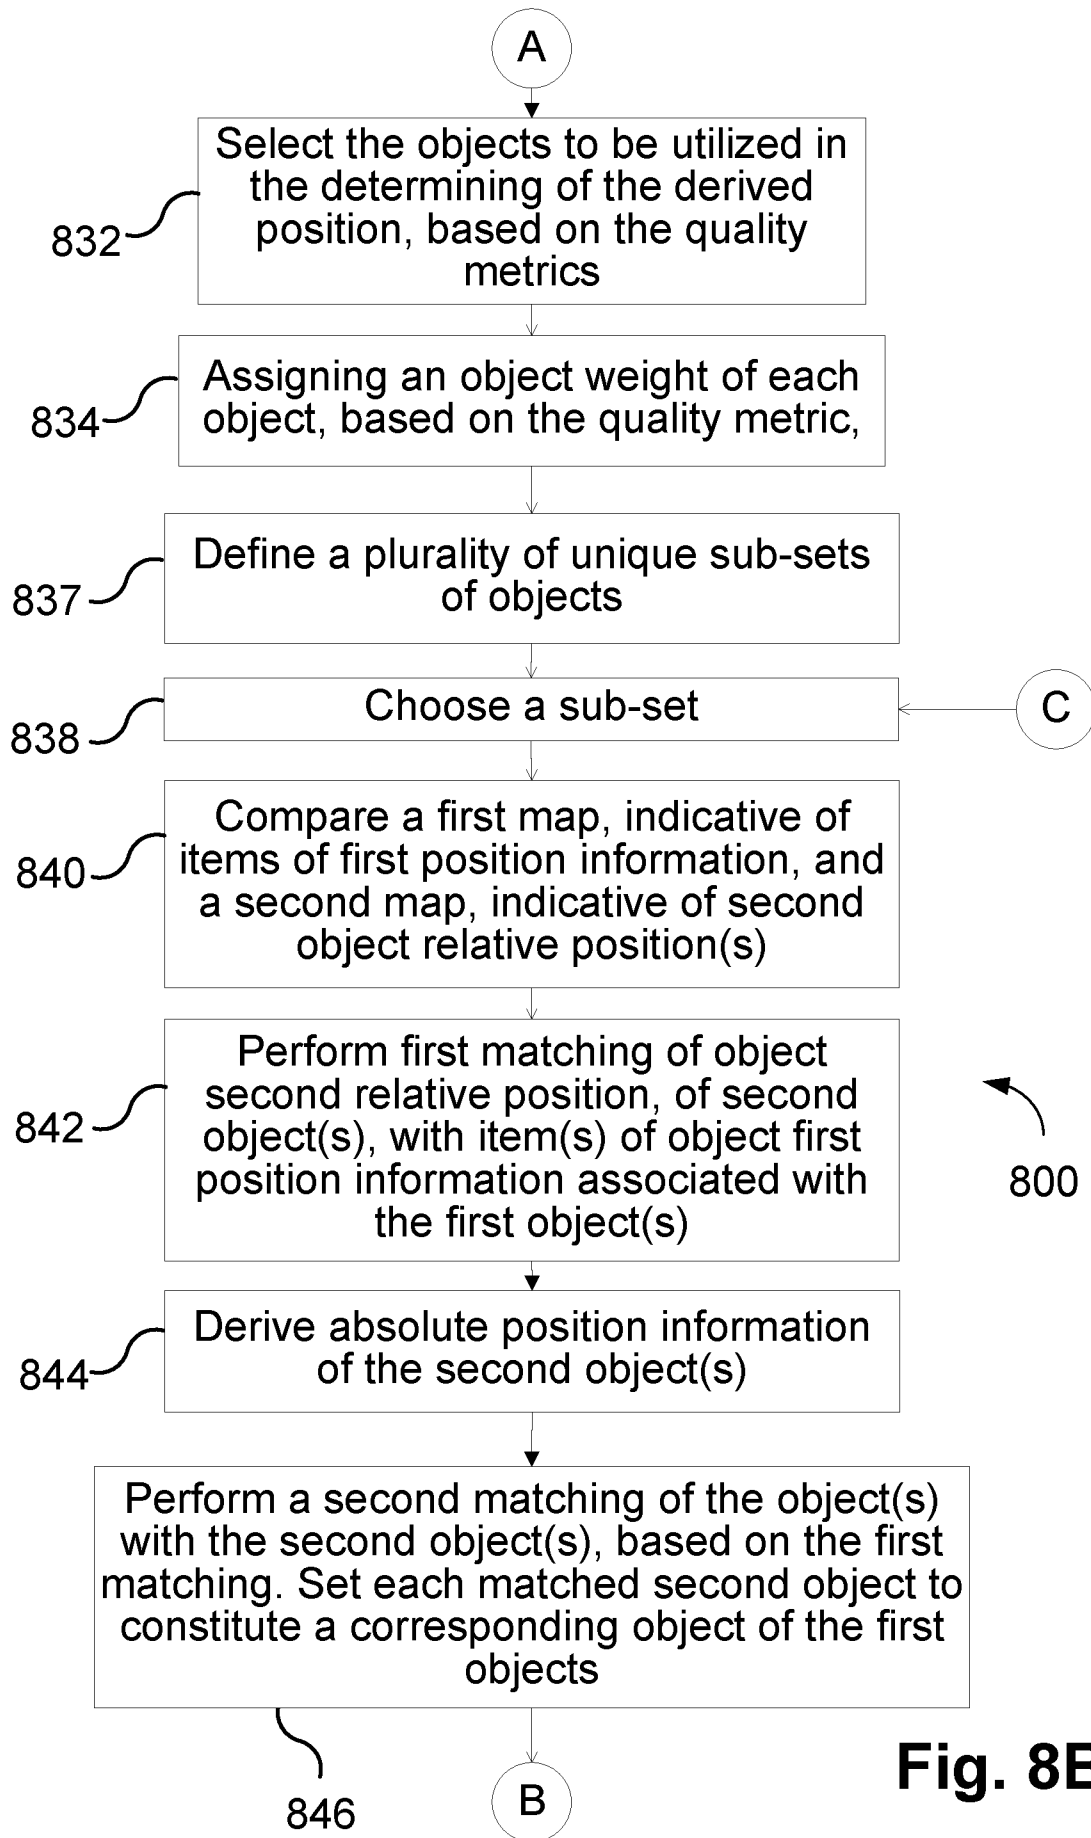 A
Select the objects to be utilized in
the determining of the derived
position, based on the quality
metrics
832
Assigning an object weight of each
object, based on the quality metric,
834
Define a plurality of unique sub-sets
of objects
837
Choose a sub-set
838
C
Compare a first map, indicative of
items of first position information, and
a second map, indicative of second
object relative position(s)
840
Perform first matching of object
second relative position, of second
object(s), with item(s) of object first
position information associated with
the first object(s)
842
800
Derive absolute position information
of the second object(s)
844
Perform a second matching of the object(s)
with the second object(s), based on the first
matching. Set each matched second object to
constitute a corresponding object of the first
objects
846
B
Fig. 8B